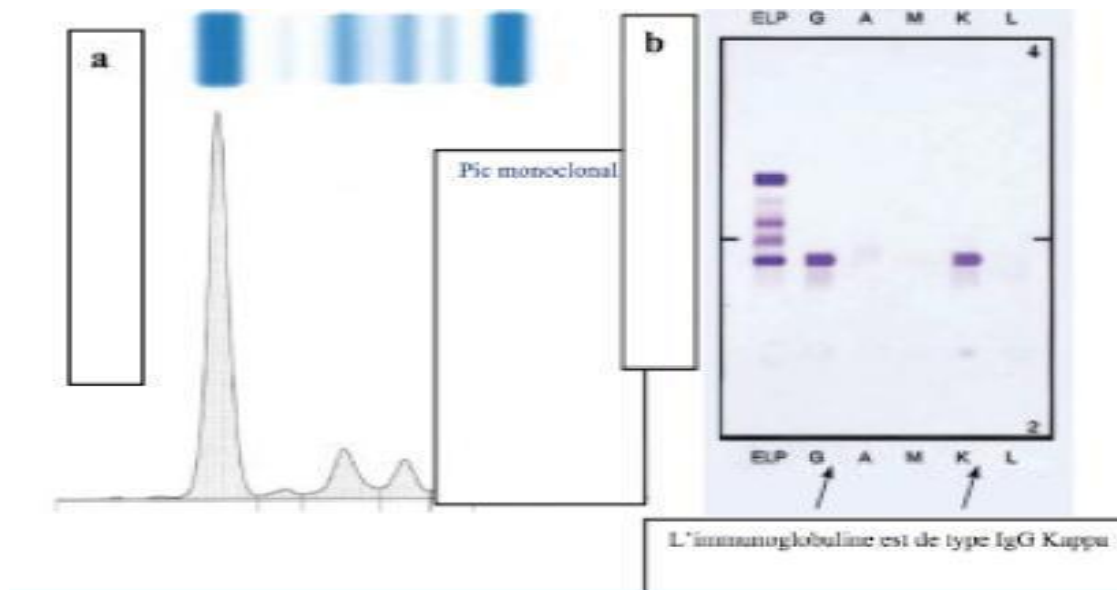 a
Pic monoclonal
b
ELP G A M K L
4
2
ELP G A M K L
L'immunoglobuline est de type IgG Kappa